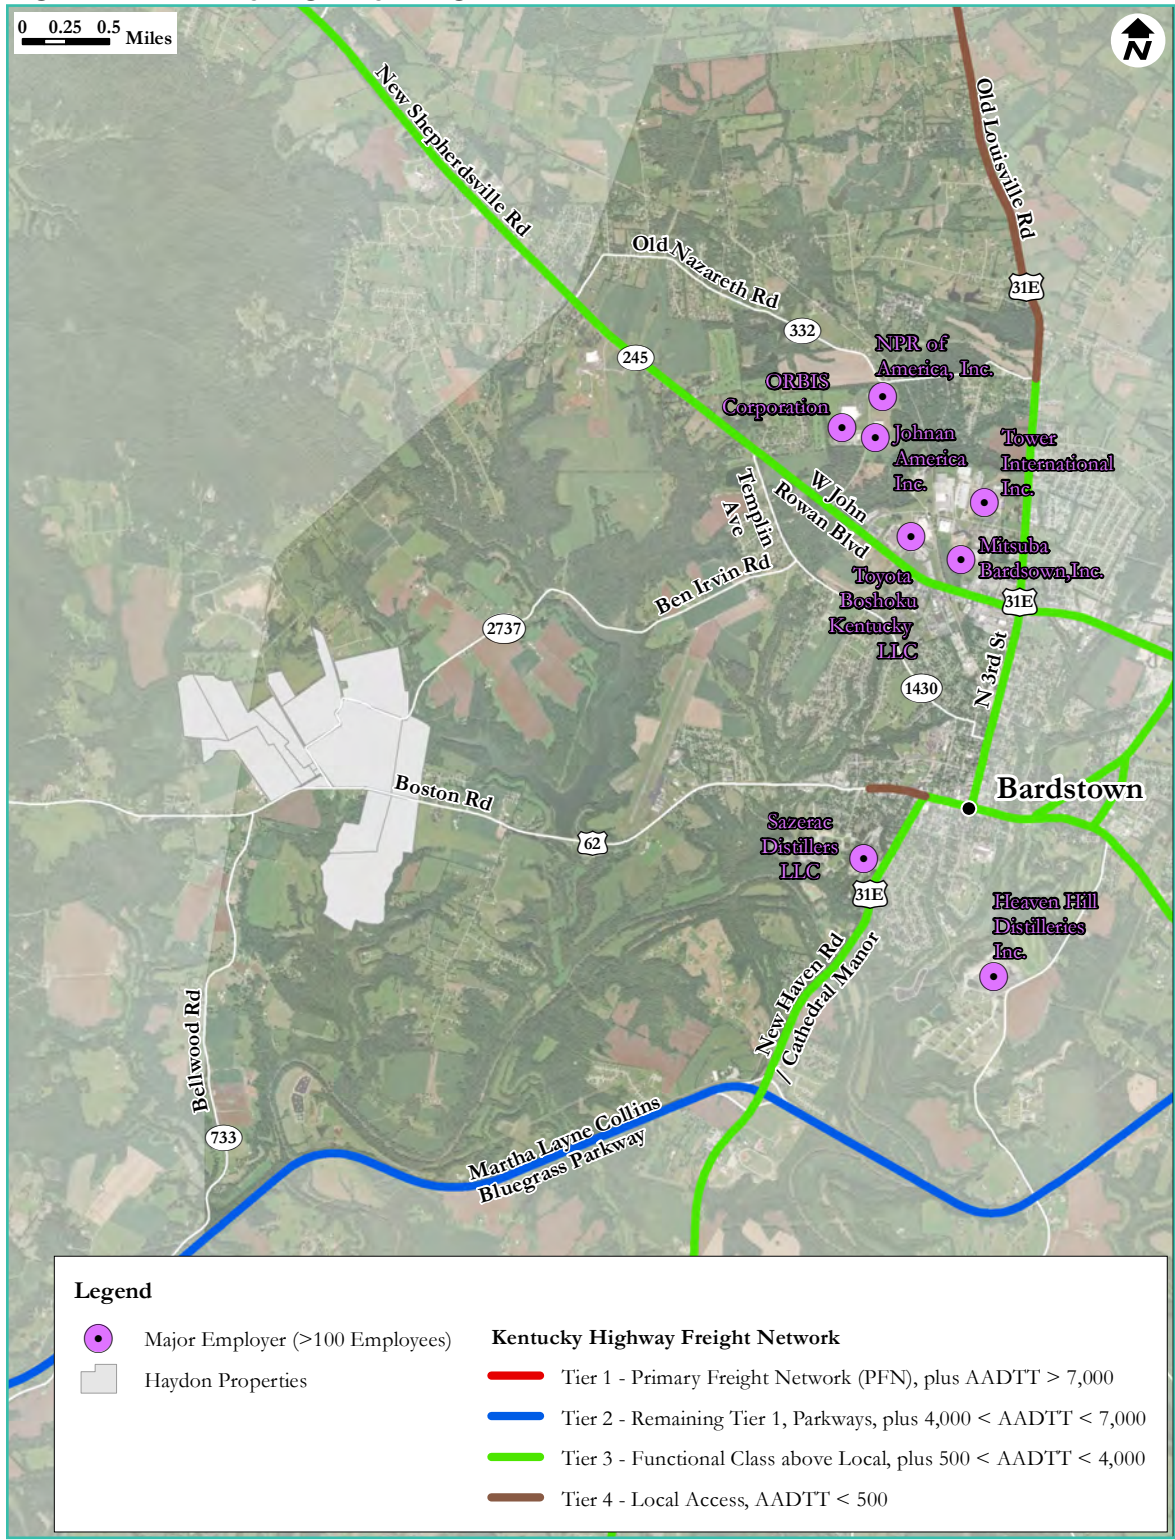 0 0.25 0.5
Miles
N
New Shepherdsville Rd
Old Louisville Rd
Old Nazareth Rd
31E
332
245
NPR of
America, Inc.
ORBIS
Corporation
Johnan
America
Inc.
Tower
International
Inc.
W John
Rowan Blvd
Templin
Ave
Ben Irvin Rd
Mitsuba
Bardsown,Inc.
Toyota
Boshoku
Kentucky
LLC
31E
2737
N 3rd St
1430
Boston Rd
Bardstown
62
Sazerac
Distillers
LLC
31E
Heaven Hill
Distilleries
Inc.
New Haven Rd
/ Cathedral Manor
Bellwood Rd
733
Martha Layne Collins
Bluegrass Parkway
Legend
Major Employer (>100 Employees)
Haydon Properties
Kentucky Highway Freight Network
Tier 1 - Primary Freight Network (PFN), plus AADTT > 7,000
Tier 2 - Remaining Tier 1, Parkways, plus 4,000 < AADTT < 7,000
Tier 3 - Functional Class above Local, plus 500 < AADTT < 4,000
Tier 4 - Local Access, AADTT < 500